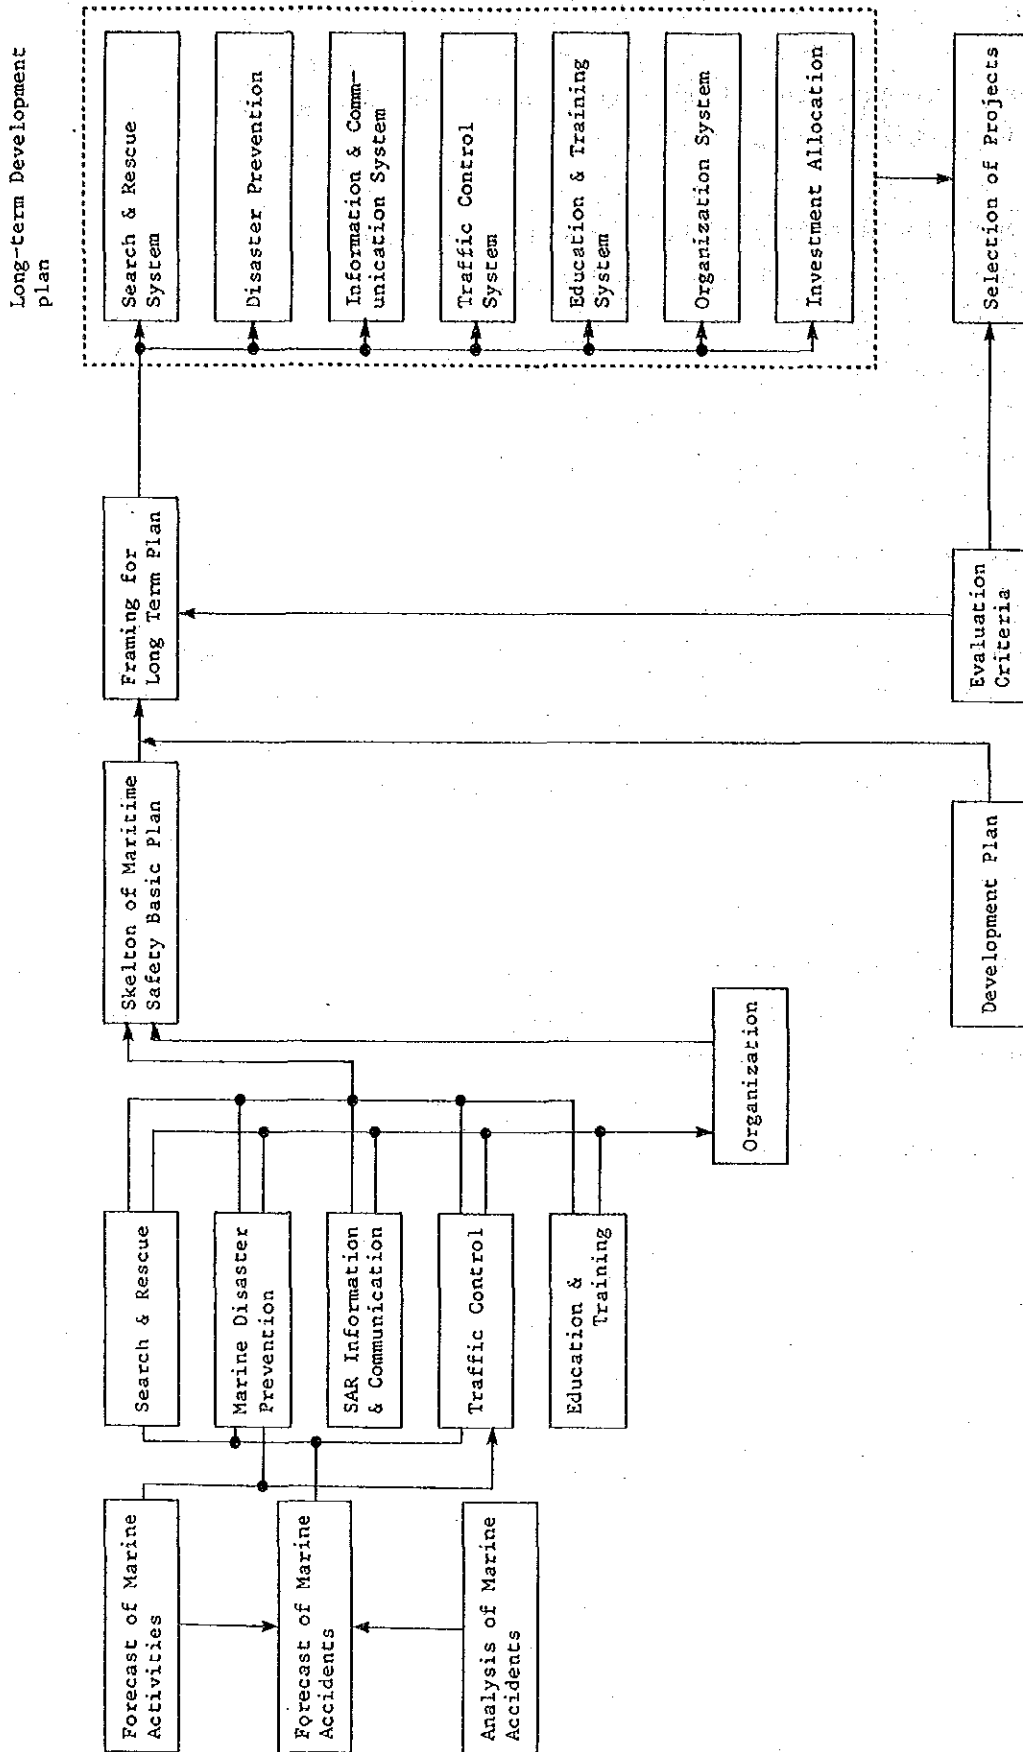 Forecast of Marine
Activities
Forecast of Marine
Accidents
Analysis of Marine
Accidents
Search & Rescue
Marine Disaster
Prevention
SAR Information
& Communication
Traffic Control
Education &
Training
Organization
Skelton of Maritime
Safety Basic Plan
Development Plan
Framing for
Long Term Plan
Evaluation
Criteria
Long-term Development
plan
Search & Rescue
System
Disaster Prevention
Information & Comm-
unication System
Traffic Control
System
Education & Training
System
Organization System
Investment Allocation
Selection of Projects